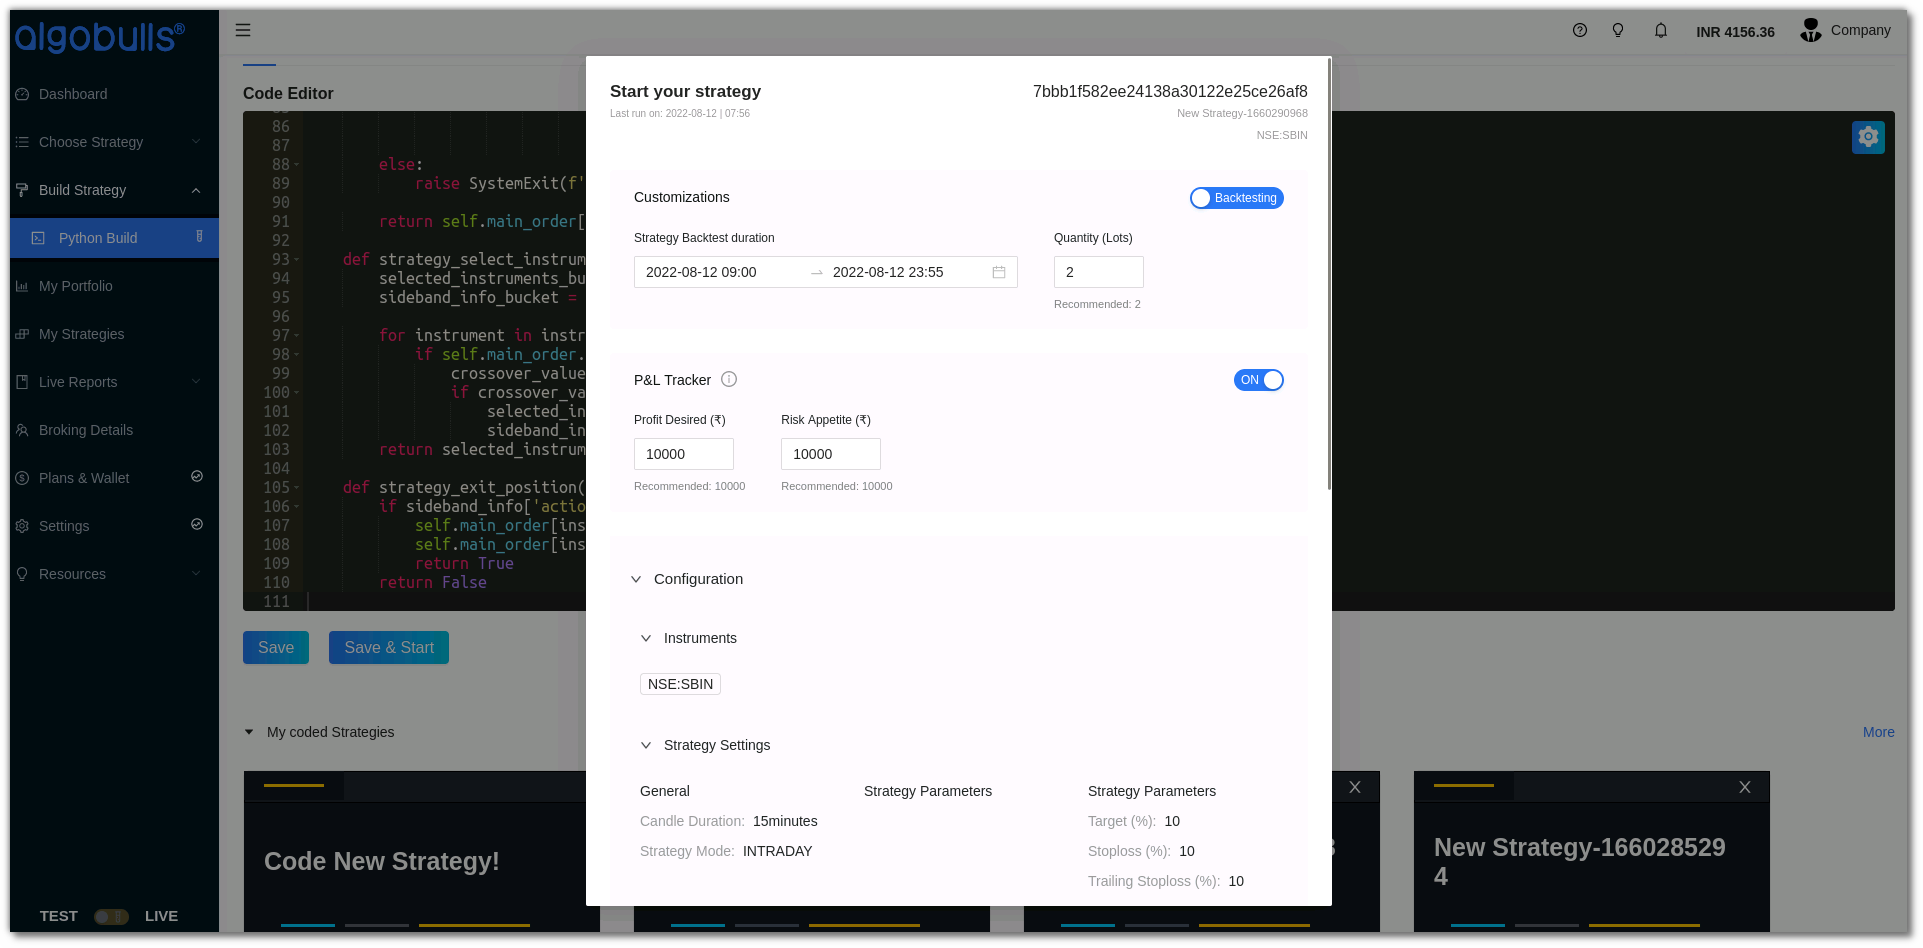 algobulls®
INR 4156.36
Company
Dashboard
Choose Strategy
Build Strategy
Python Build
My Portfolio
My Strategies
Live Reports
Broking Details
Plans & Wallet
Settings
Resources
TEST
LIVE
Code Editor
86
87
88 else:
89 raise SystemExit(f'
90
91 return self.main_order[
92
93 def strategy_select_instrum
94 selected_instruments_bu
95 sideband_info_bucket =
96
97 for instrument in instr
98 if self.main_order.
99 crossover_value
100 if crossover_va
101 selected_in
102 sideband_in
103 return selected_instrum
104
105 def strategy_exit_position(
106 if sideband_info['actio
107 self.main_order[ins
108 self.main_order[ins
109 return True
110 return False
111
Save
Save & Start
My coded Strategies
More
Code New Strategy!
New Strategy-166028529
4
Start your strategy
7bbb1f582ee24138a30122e25ce26af8
Last run on: 2022-08-12 | 07:56
New Strategy-1660290968
NSE:SBIN
Customizations
Backtesting
Strategy Backtest duration
Quantity (Lots)
2022-08-12 09:00
2022-08-12 23:55
2
Recommended: 2
P&L Tracker
ON
Profit Desired (₹)
Risk Appetite (₹)
10000
10000
Recommended: 10000
Recommended: 10000
Configuration
Instruments
NSE:SBIN
Strategy Settings
General
Strategy Parameters
Strategy Parameters
Candle Duration: 15minutes
Target (%): 10
Strategy Mode: INTRADAY
Stoploss (%): 10
Trailing Stoploss (%): 10